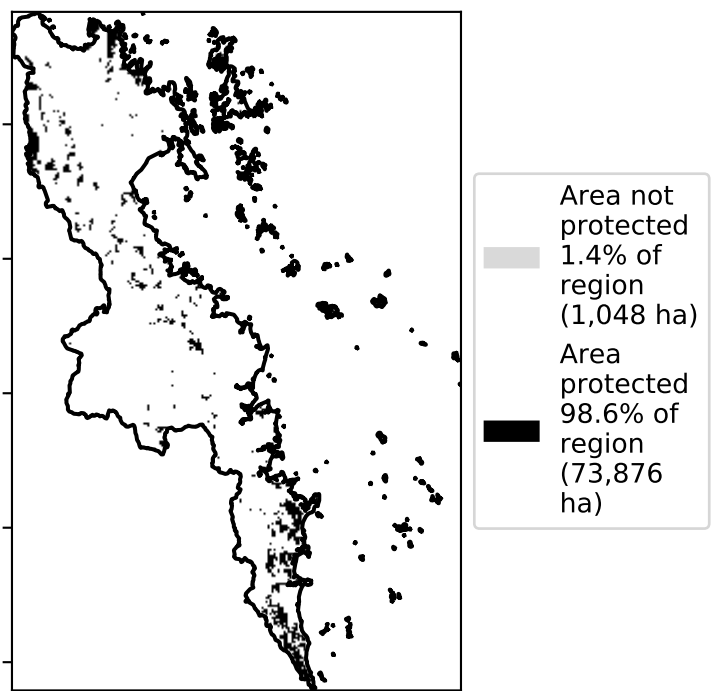 Area not
protected
1.4% of
region
(1,048 ha)
Area
protected
98.6% of
region
(73,876
ha)